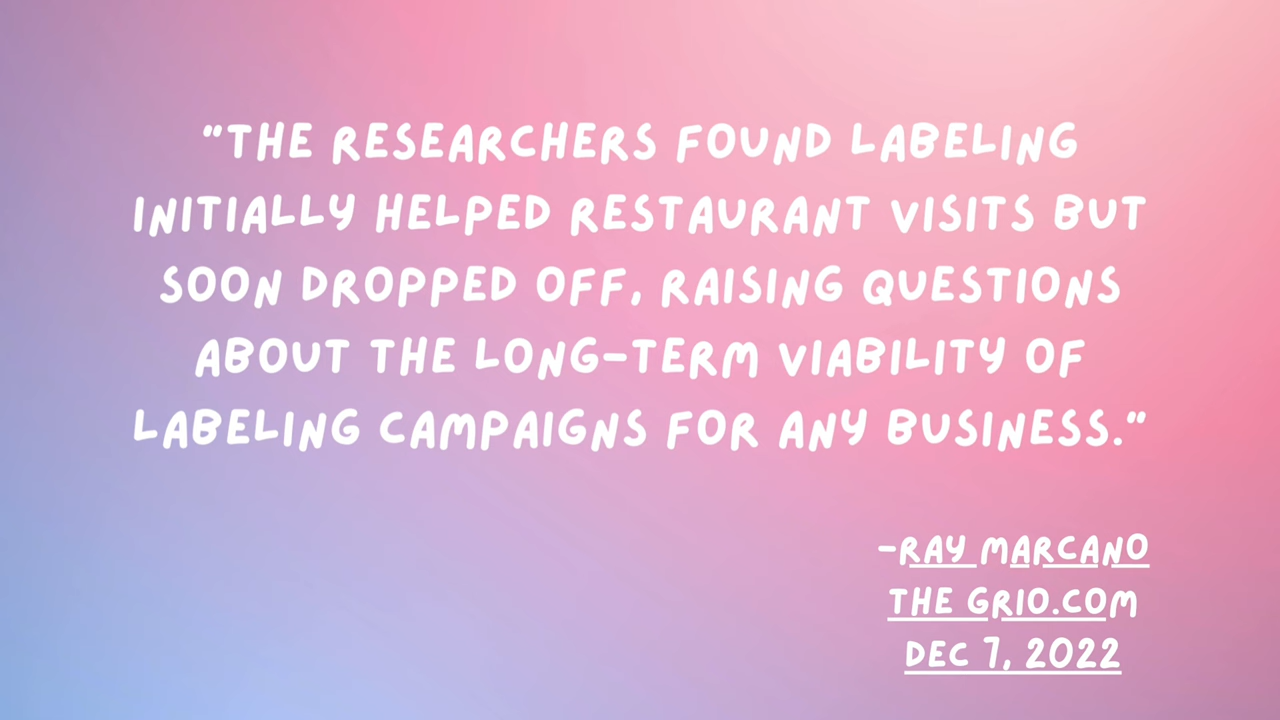 "THE RESEARCHERS FOUND LABELING
INITIALLY HELPED RESTAURANT VISITS BUT
SOON DROPPED OFF, RAISING QUESTIONS
ABOUT THE LONG-TERM VIABILITY OF
LABELING CAMPAIGNS FOR ANY BUSINESS."
-RAY MARCANO
THE GRIO.COM
DEC 7, 2022